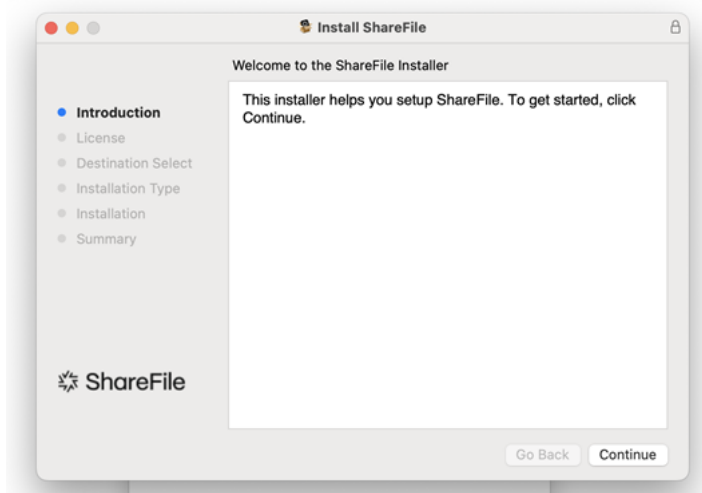 Install ShareFile
Welcome to the ShareFile Installer
Introduction
License
Destination Select
Installation Type
Installation
Summary
This installer helps you setup ShareFile. To get started, click
Continue.
ShareFile
Go Back
Continue